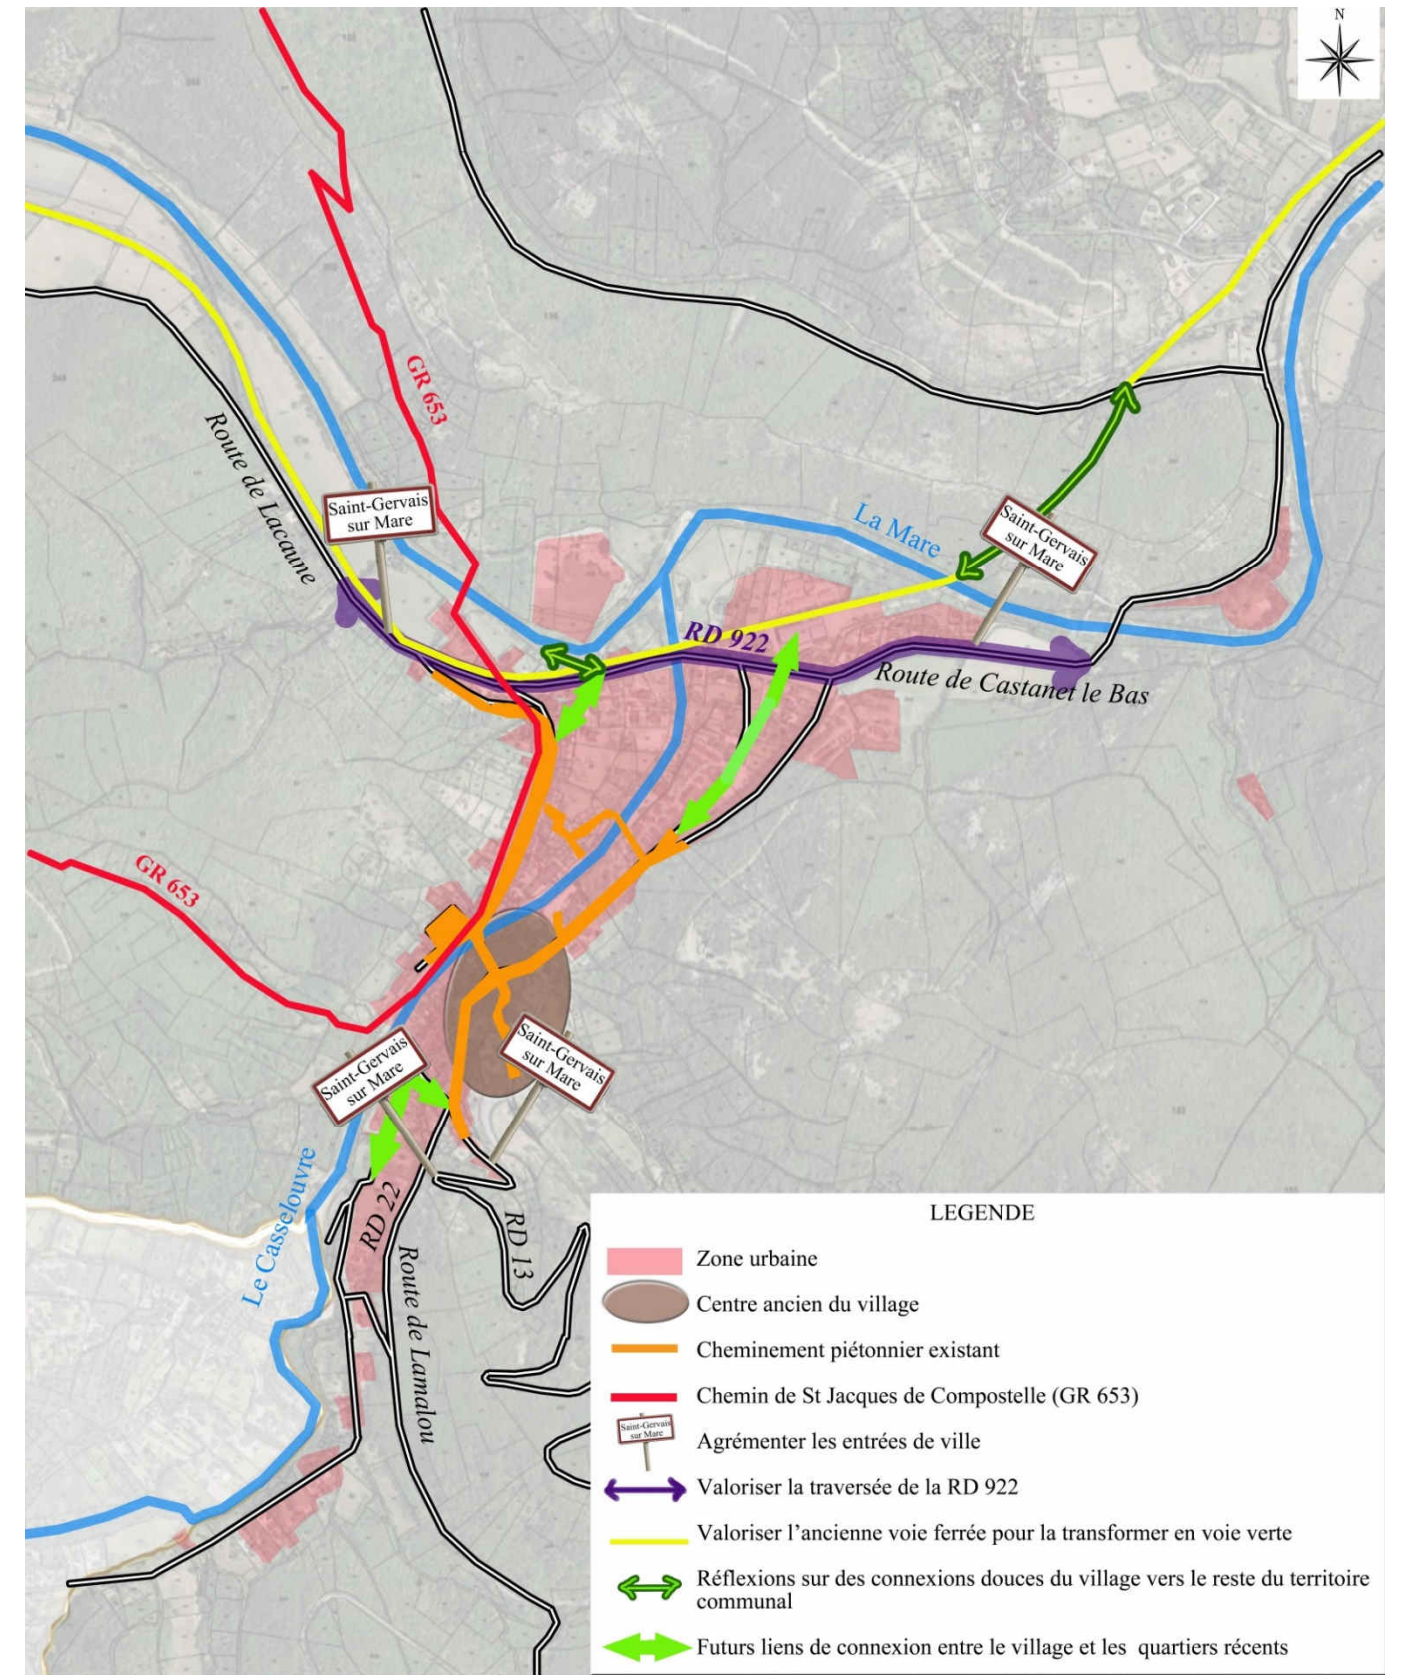 N
GR 653
Route de Lacaune
Saint-Gervais
sur Mare
La Mare
Saint-Gervais
sur Mare
RD 922
Route de Castanet le Bas
GR 653
Saint-Gervais
sur Mare
Saint-Gervais
sur Mare
Le Casselouvre
RD 22
RD 13
Route de Lamalou
LEGENDE
Zone urbaine
Centre ancien du village
Cheminement piétonnier existant
Chemin de St Jacques de Compostelle (GR 653)
Saint-Gervais
sur Mare
Agrémenter les entrées de ville
Valoriser la traversée de la RD 922
Valoriser l’ancienne voie ferrée pour la transformer en voie verte
Réflexions sur des connexions douces du village vers le reste du territoire
communal
Futurs liens de connexion entre le village et les quartiers récents